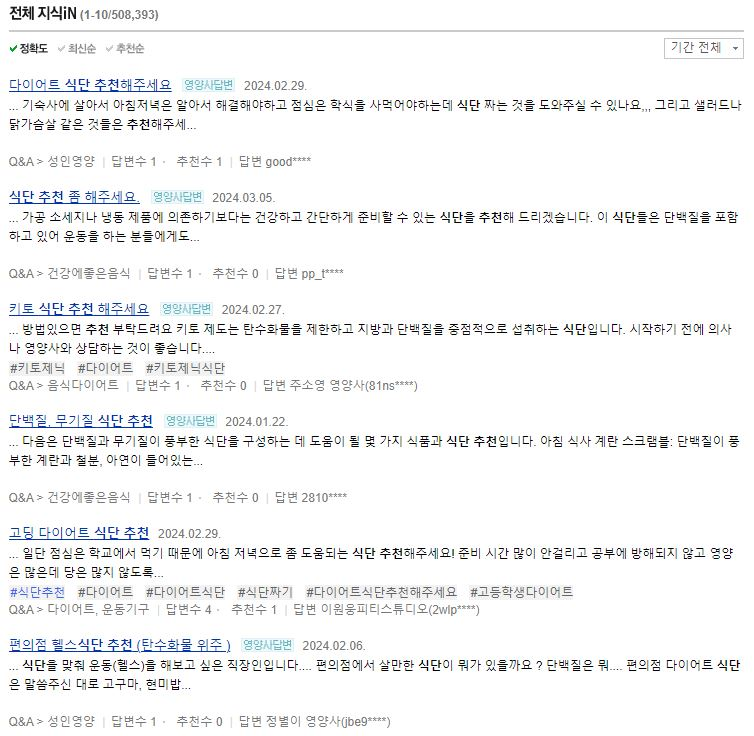 전체 지식iN (1-10/508,393)
정확도 최신순 추천순 기간 전체
다이어트 식단 추천해주세요 영양사답변 2024.02.29.
... 기숙사에 살아서 아침저녁은 알아서 해결해야하고 점심은 학식을 사먹어야하는데 식단 짜는 것을 도와주실 수 있나요,,, 그리고 샐러드나
닭가슴살 같은 것들은 추천해주세...
Q&A > 성인영양 | 답변수 1 · 추천수 1 | 답변 good****
식단 추천 좀 해주세요. 영양사답변 2024.03.05.
... 가공 소세지나 냉동 제품에 의존하기보다는 건강하고 간단하게 준비할 수 있는 식단을 추천해 드리겠습니다. 이 식단들은 단백질을 포함
하고 있어 운동을 하는 분들에게도...
Q&A > 건강에좋은음식 | 답변수 1 · 추천수 0 | 답변 pp_t****
키토 식단 추천 해주세요 영양사답변 2024.02.27.
... 방법있으면 추천 부탁드려요 키토 제도는 탄수화물을 제한하고 지방과 단백질을 중점적으로 섭취하는 식단입니다. 시작하기 전에 의사
나 영양사와 상담하는 것이 좋습니다....
#키토제닉 #다이어트 #키토제닉식단
Q&A > 음식다이어트 | 답변수 1 · 추천수 0 | 답변 주소영 영양사(81ns****)
단백질, 무기질 식단 추천 영양사답변 2024.01.22.
... 다음은 단백질과 무기질이 풍부한 식단을 구성하는 데 도움이 될 몇 가지 식품과 식단 추천입니다. 아침 식사 계란 스크램블: 단백질이 풍
부한 계란과 철분, 아연이 들어있는...
Q&A > 건강에좋은음식 | 답변수 1 · 추천수 0 | 답변 2810****
고딩 다이어트 식단 추천 2024.02.29.
... 일단 점심은 학교에서 먹기 때문에 아침 저녁으로 좀 도움되는 식단 추천해주세요! 준비 시간 많이 안걸리고 공부에 방해되지 않고 영양
은 많은데 당은 많지 않도록...
#식단추천 #다이어트 #다이어트식단 #식단짜기 #다이어트식단추천해주세요 #고등학생다이어트
Q&A > 다이어트, 운동기구 | 답변수 4 · 추천수 1 | 답변 이원웅피티스튜디오(2wlp****)
편의점 헬스식단 추천 (탄수화물 위주 ) 영양사답변 2024.02.06.
... 식단을 맞춰 운동(헬스)을 해보고 싶은 직장인입니다.... 편의점에서 살만한 식단이 뭐가 있을까요 ? 단백질은 뭐.... 편의점 다이어트 식단
은 말씀주신 대로 고구마, 현미밥...
Q&A > 성인영양 | 답변수 1 · 추천수 0 | 답변 정별이 영양사(jbe9****)